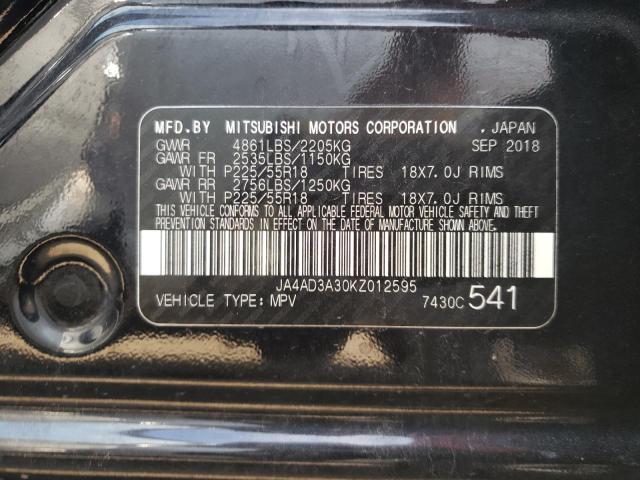 MFD.BY MITSUBISHI MOTORS CORPORATION , JAPAN
GVWR 4861LBS/2205KG SEP 2018
GAWR FR 2535LBS/1150KG
WITH P225/55R18 TIRES 18X7.0J RIMS
GAWR RR 2756LBS/1250KG
WITH P225/55R18 TIRES 18X7.0J RIMS
THIS VEHICLE CONFORMS TO ALL APPLICABLE FEDERAL MOTOR VEHICLE SAFETY AND THEFT
PREVENTION STANDARDS IN EFFECT ON THE DATE OF MANUFACTURE SHOWN ABOVE.
JA4AD3A30KZ012595
VEHICLE TYPE: MPV 7430C 541